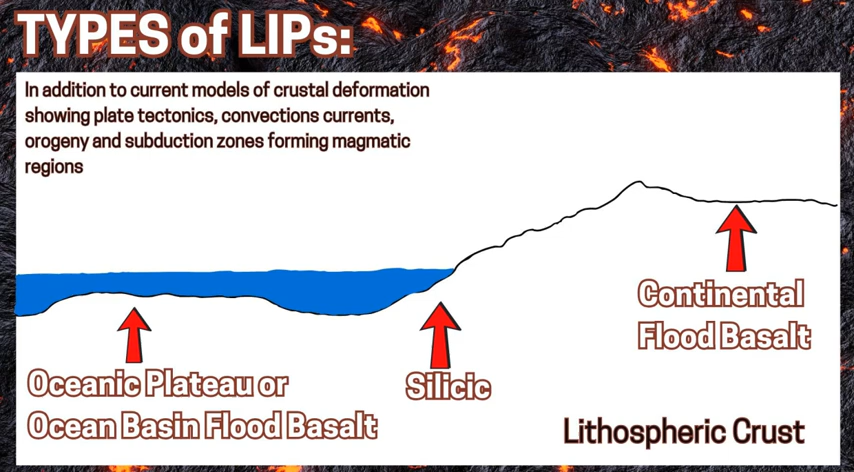 TYPES of LIPs:
In addition to current models of crustal deformation
showing plate tectonics, convections currents,
orogeny and subduction zones forming magmatic
regions
Continental
Flood Basalt
Oceanic Plateau or
Ocean Basin Flood Basalt
Silicic
Lithospheric Crust